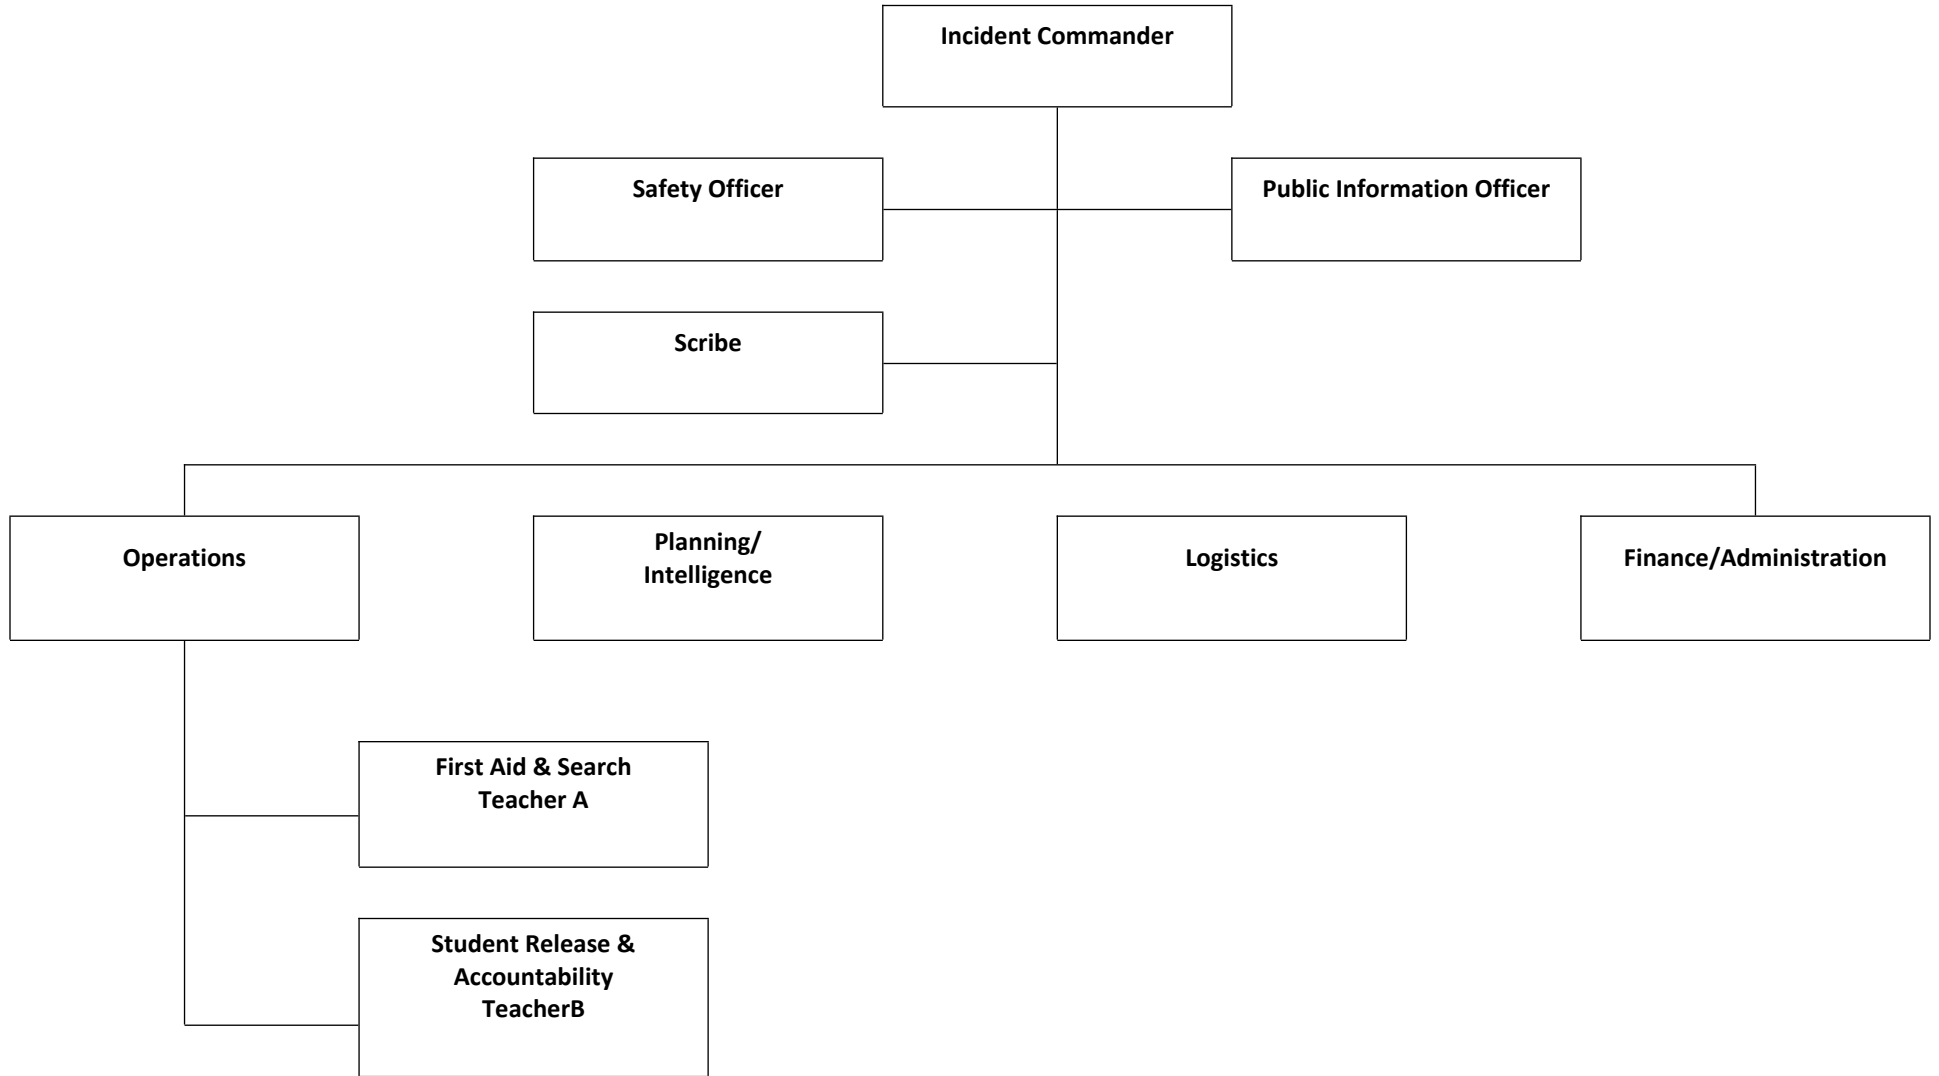 Incident Commander
Safety Officer
Public Information Officer
Scribe
Operations
Planning/
Intelligence
Logistics
Finance/Administration
First Aid & Search
Teacher A
Student Release &
Accountability
TeacherB